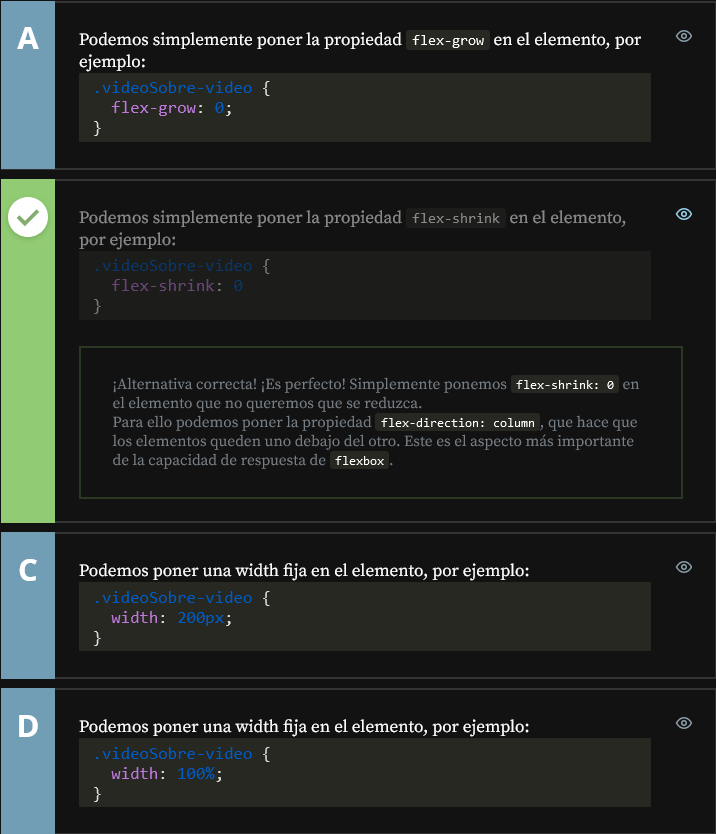 A
Podemos simplemente poner la propiedad flex-grow en el elemento, por
ejemplo:
.videoSobre-video {
  flex-grow: 0;
}
Podemos simplemente poner la propiedad flex-shrink en el elemento,
por ejemplo:
.videoSobre-video {
  flex-shrink: 0
}
¡Alternativa correcta! ¡Es perfecto! Simplemente ponemos flex-shrink: 0 en
el elemento que no queremos que se reduzca.
Para ello podemos poner la propiedad flex-direction: column, que hace que
los elementos queden uno debajo del otro. Este es el aspecto más importante
de la capacidad de respuesta de flexbox.
C
Podemos poner una width fija en el elemento, por ejemplo:
.videoSobre-video {
  width: 200px;
}
D
Podemos poner una width fija en el elemento, por ejemplo:
.videoSobre-video {
  width: 100%;
}